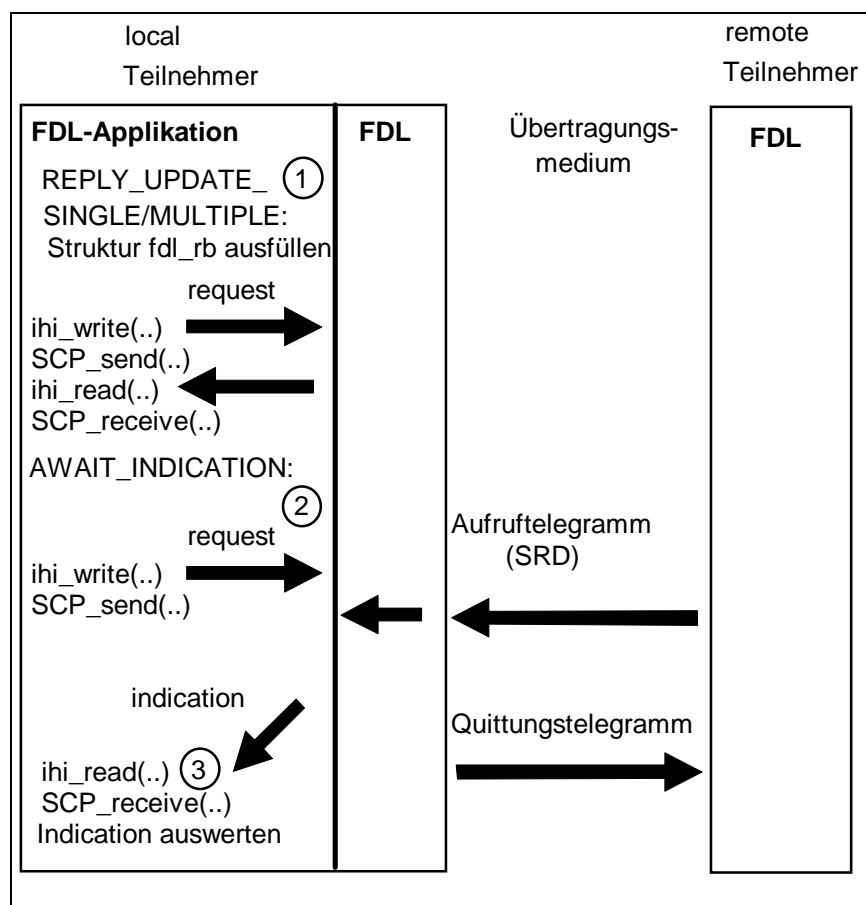 local
Teilnehmer
remote
Teilnehmer
FDL-Applikation
FDL
Übertragungs-
medium
FDL
REPLY_UPDATE_ 1
SINGLE/MULTIPLE:
Struktur fdl_rb ausfüllen
request
ihi_write(..)
SCP_send(..)
ihi_read(..)
SCP_receive(..)
AWAIT_INDICATION:
2
request
ihi_write(..)
SCP_send(..)
Aufruftelegramm
(SRD)
indication
Quittungstelegramm
ihi_read(..) 3
SCP_receive(..)
Indication auswerten